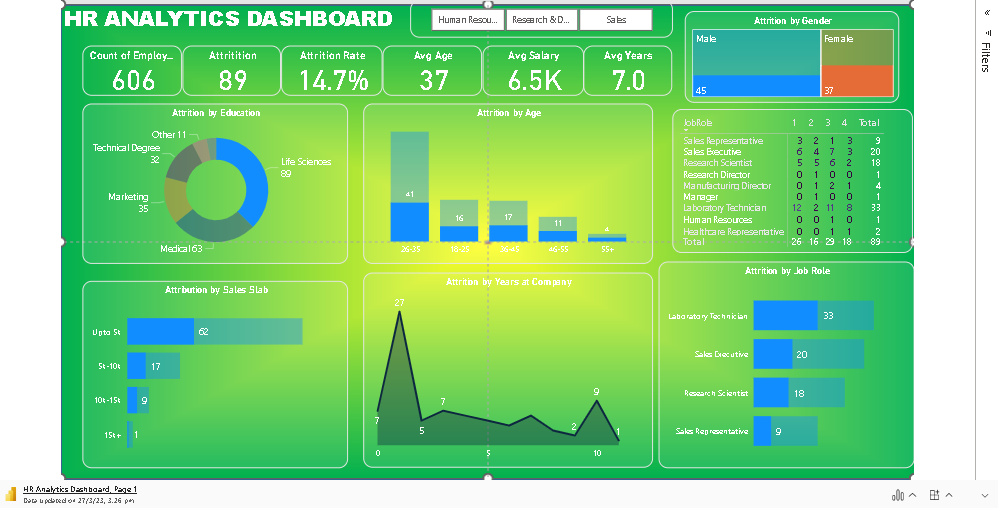 HR ANALYTICS DASHBOARD
Human Resou...
Research & D...
Sales
Count of Employ...
606
Attritition
89
Attrition Rate
14.7%
Avg Age
37
Avg Salary
6.5K
Avg Years
7.0
Attrition by Gender
Male
Female
45
37
Attrition by Education
Other 11
Technical Degree
32
Life Sciences
89
Marketing
35
Medical 63
Attrition by Age
41
16
17
11
4
26-35
18-25
36-45
46-55
55+
JobRole 1 2 3 4 Total
Sales Representative 3 2 1 3 9
Sales Executive 6 4 7 3 20
Research Scientist 5 5 6 2 18
Research Director 0 1 0 0 1
Manufacturing Director 0 1 2 1 4
Manager 0 1 0 0 1
Laboratory Technician 12 2 11 8 33
Human Resources 0 0 1 0 1
Healthcare Representative 0 0 1 1 2
Total 26 16 29 18 89
Attribution by Sales Slab
Upto 5k
62
5k-10k
17
10k-15k
9
15k+
1
Attrition by Years at Company
27
7
5
7
2
9
1
0
5
10
Attrition by Job Role
Laboratory Technician
33
Sales Executive
20
Research Scientist
18
Sales Representative
9
Filters
HR Analytics Dashboard, Page 1
Data updated on 27/3/23, 3:26 pm